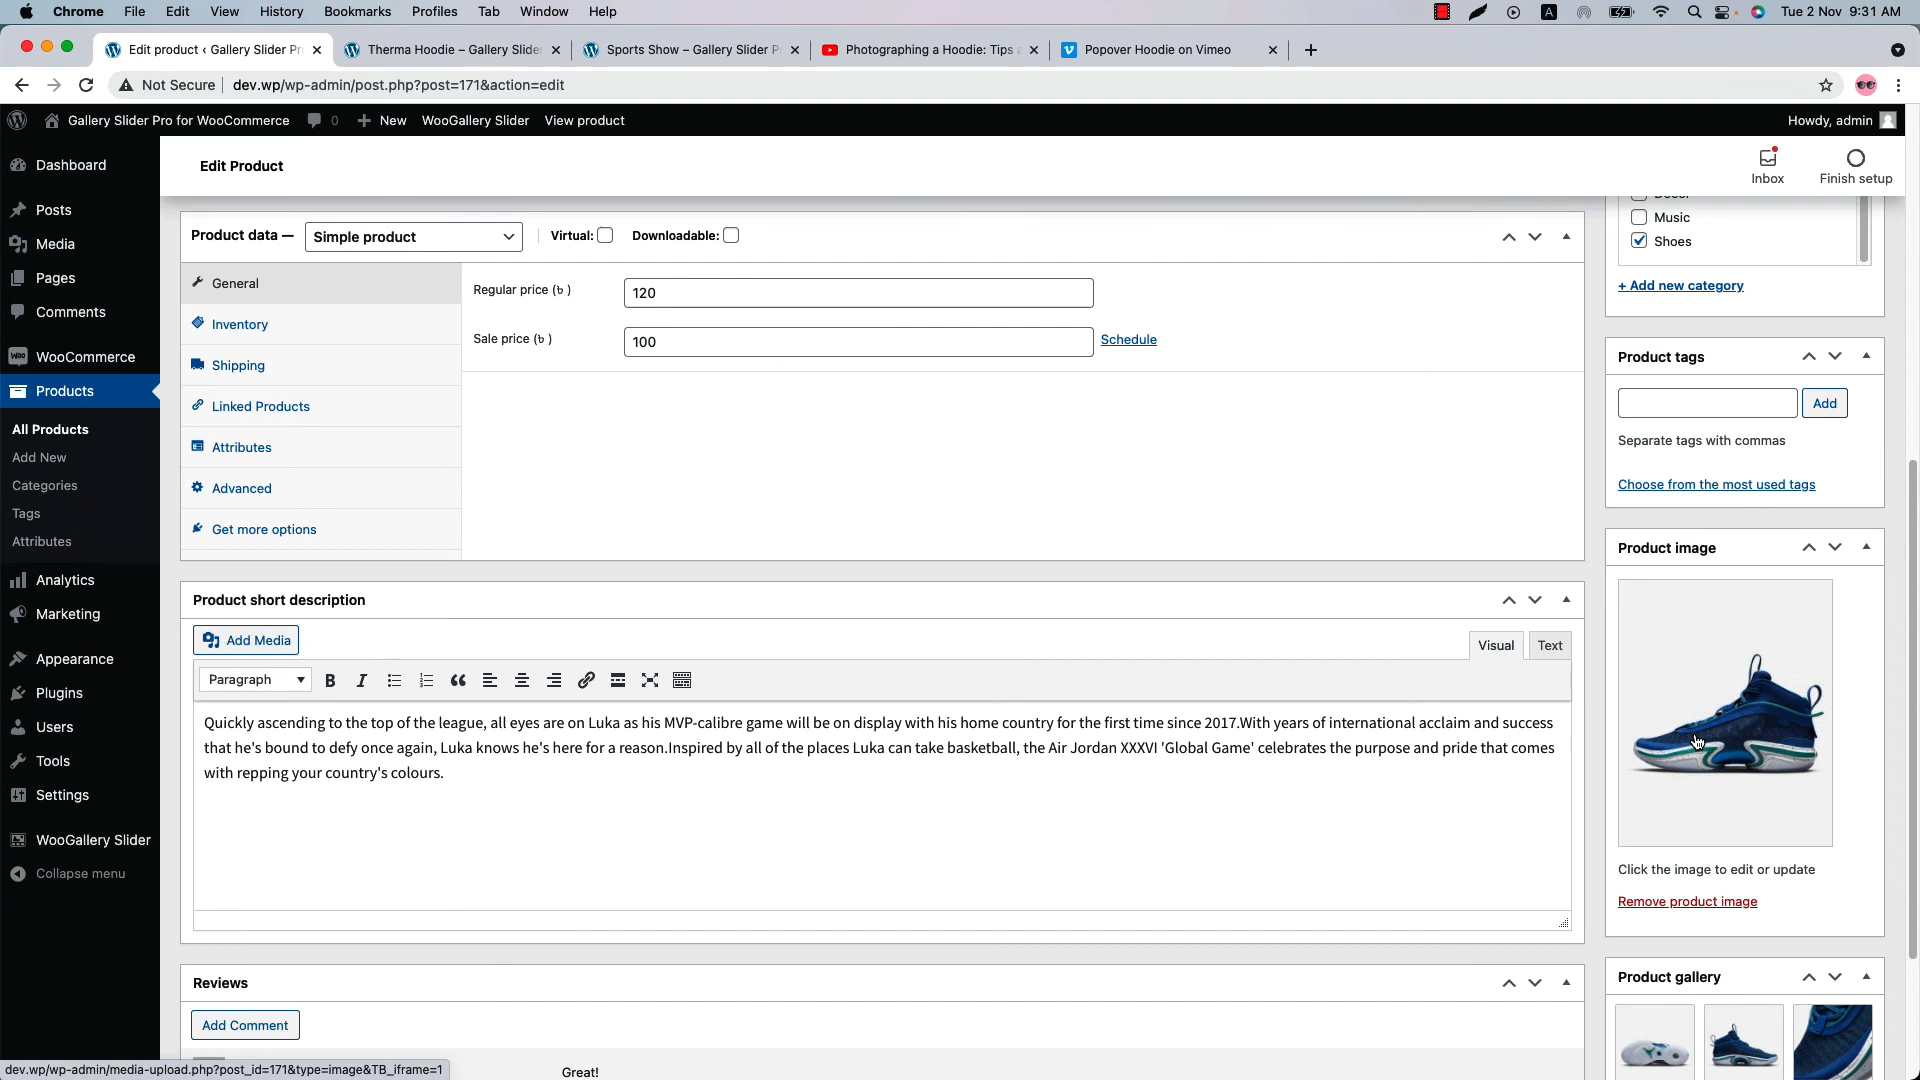 Chrome File Edit View History Bookmarks Profiles Tab Window Help
A
Tue 2 Nov 9:31 AM
Edit product ‹ Gallery Slider Pr
Therma Hoodie – Gallery Slider
Sports Show – Gallery Slider P
Photographing a Hoodie: Tips a
Popover Hoodie on Vimeo
Not Secure dev.wp/wp-admin/post.php?post=171&action=edit
Gallery Slider Pro for WooCommerce 0 New WooGallery Slider View product
Howdy, admin
Dashboard
Posts
Media
Pages
Comments
WooCommerce
Products
All Products
Add New
Categories
Tags
Attributes
Analytics
Marketing
Appearance
Plugins
Users
Tools
Settings
WooGallery Slider
Collapse menu
Edit Product
Inbox
Finish setup
Product data — Simple product Virtual: Downloadable:
General
Inventory
Shipping
Linked Products
Attributes
Advanced
Get more options
Regular price (৳ ) 120
Sale price (৳ ) 100 Schedule
Product short description
Add Media
Visual Text
Paragraph
Quickly ascending to the top of the league, all eyes are on Luka as his MVP-calibre game will be on display with his home country for the first time since 2017.With years of international acclaim and success
that he's bound to defy once again, Luka knows he's here for a reason.Inspired by all of the places Luka can take basketball, the Air Jordan XXXVI 'Global Game' celebrates the purpose and pride that comes
with repping your country's colours.
Reviews
Add Comment
Great!
Music
Shoes
+ Add new category
Product tags
Add
Separate tags with commas
Choose from the most used tags
Product image
Click the image to edit or update
Remove product image
Product gallery
dev.wp/wp-admin/media-upload.php?post_id=171&type=image&TB_iframe=1